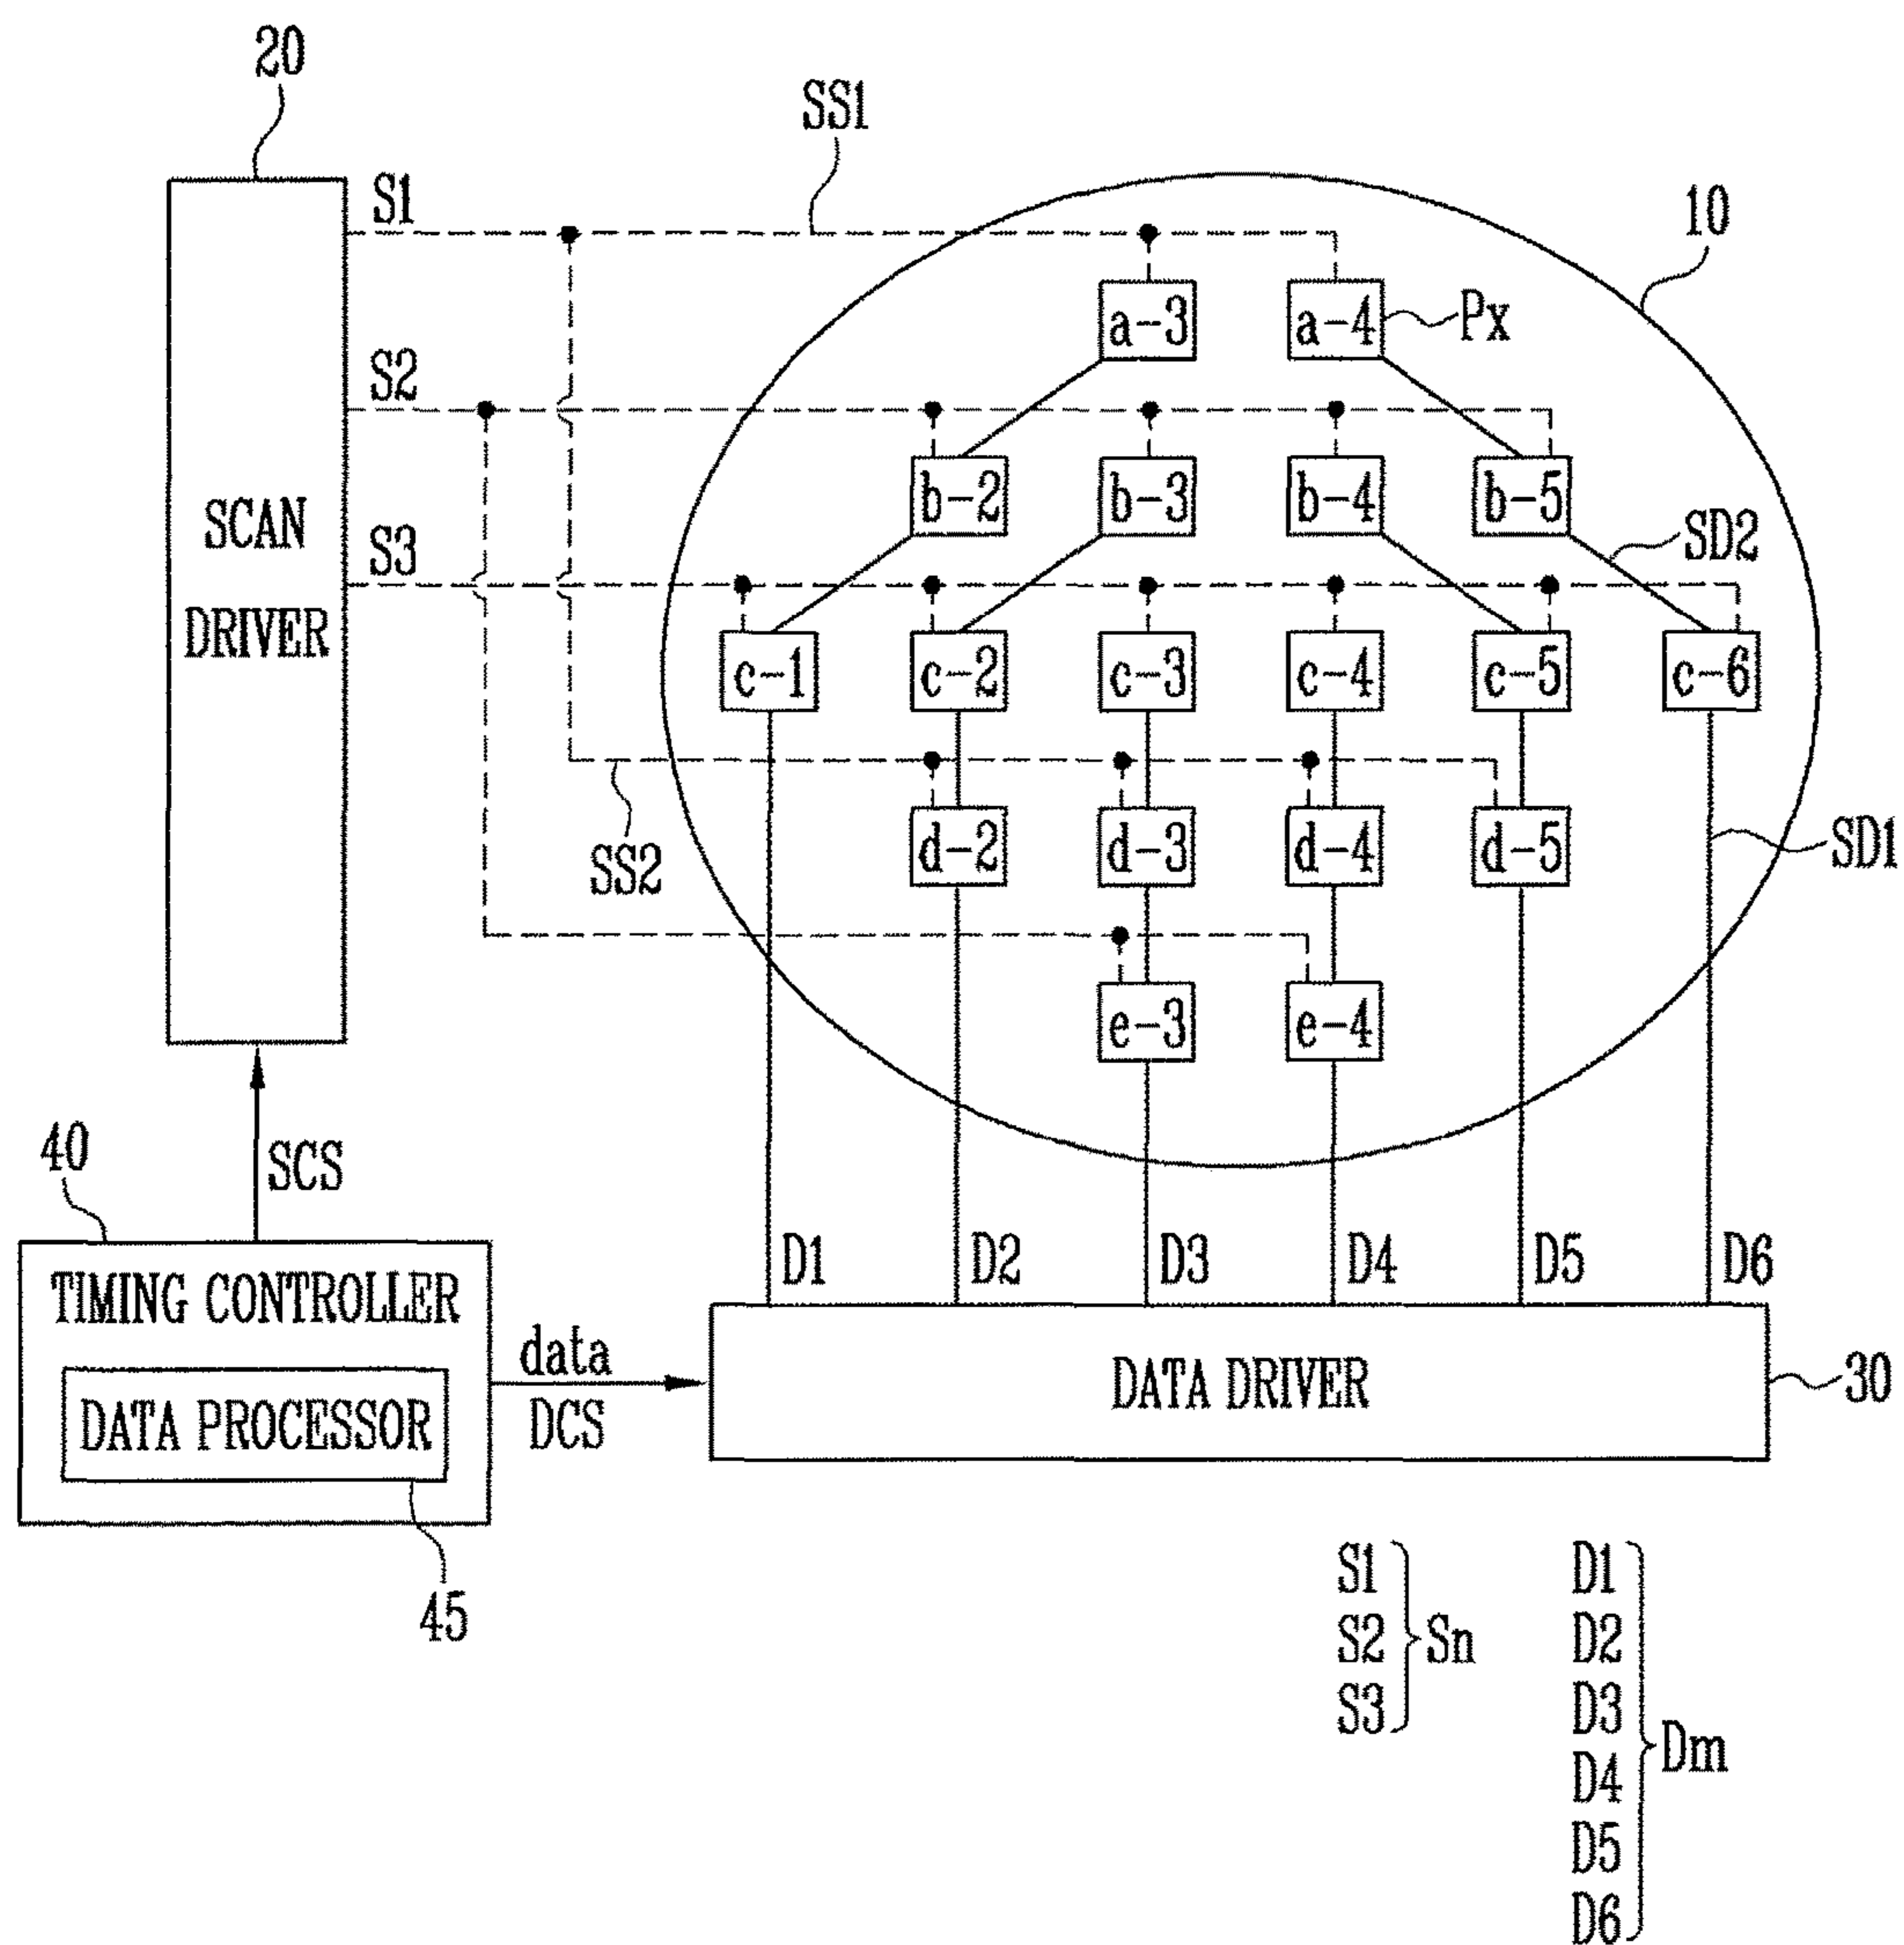 20
SS1
S1
10
a-3
a-4
Px
S2
b-2
b-3
b-4
b-5
SCAN
DRIVER
S3
SD2
c-1
c-2
c-3
c-4
c-5
c-6
SS2
d-2
d-3
d-4
d-5
SD1
e-3
e-4
40
SCS
D1
D2
D3
D4
D5
D6
TIMING CONTROLLER
DATA PROCESSOR
data
DCS
DATA DRIVER
30
45
S1
S2
S3
Sn
D1
D2
D3
D4
D5
D6
Dm